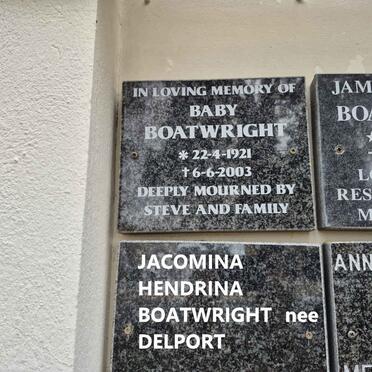 IN LOVING MEMORY OF
BABY
BOATWRIGHT
* 22-4-1921
† 6-6-2003
DEEPLY MOURNED BY
STEVE AND FAMILY
JACOMINA
HENDRINA
BOATWRIGHT nee
DELPORT